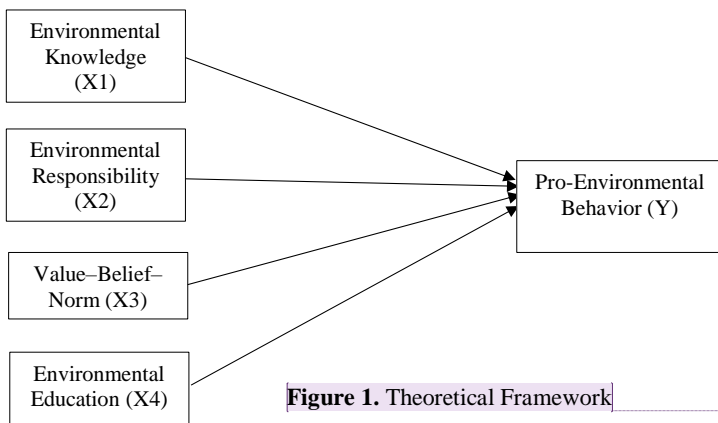 Environmental
Knowledge
(X1)
Environmental
Responsibility
(X2)
Pro-Environmental
Behavior (Y)
Value–Belief–
Norm (X3)
Environmental
Education (X4)
Figure 1. Theoretical Framework